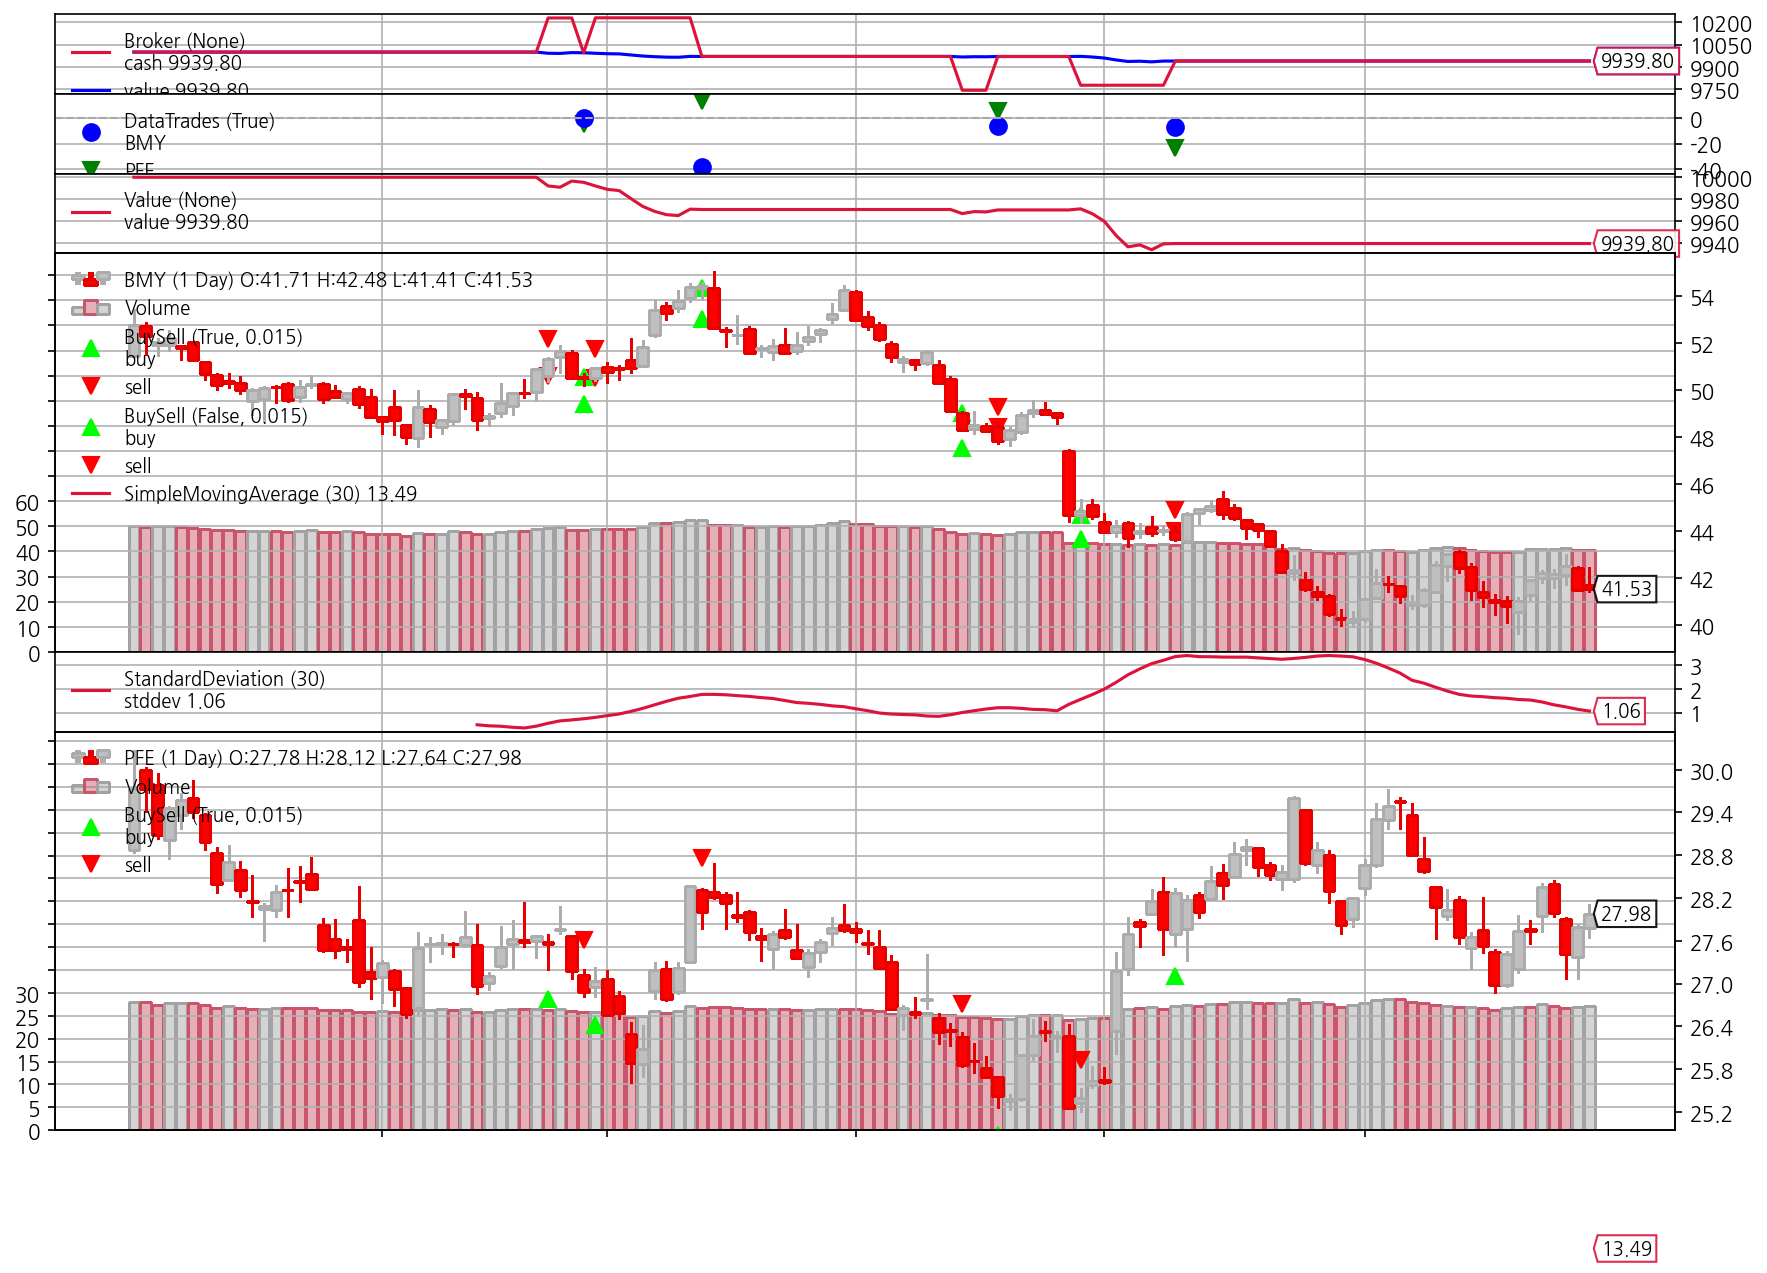 Broker (None)
cash 9939.80
value 9939.80
10200
10050
9900
9750
9939.80
DataTrades (True)
BMY
PFE
0
-20
-40
Value (None)
value 9939.80
10000
9980
9960
9940
9939.80
BMY (1 Day) O:41.71 H:42.48 L:41.41 C:41.53
Volume
BuySell (True, 0.015)
buy
sell
BuySell (False, 0.015)
buy
sell
SimpleMovingAverage (30) 13.49
60
50
40
30
20
10
0
54
52
50
48
46
44
42
40
41.53
StandardDeviation (30)
stddev 1.06
3
2
1
1.06
PFE (1 Day) O:27.78 H:28.12 L:27.64 C:27.98
Volume
BuySell (True, 0.015)
buy
sell
30
25
20
15
10
5
0
30.0
29.4
28.8
28.2
27.6
27.0
26.4
25.8
25.2
27.98
13.49